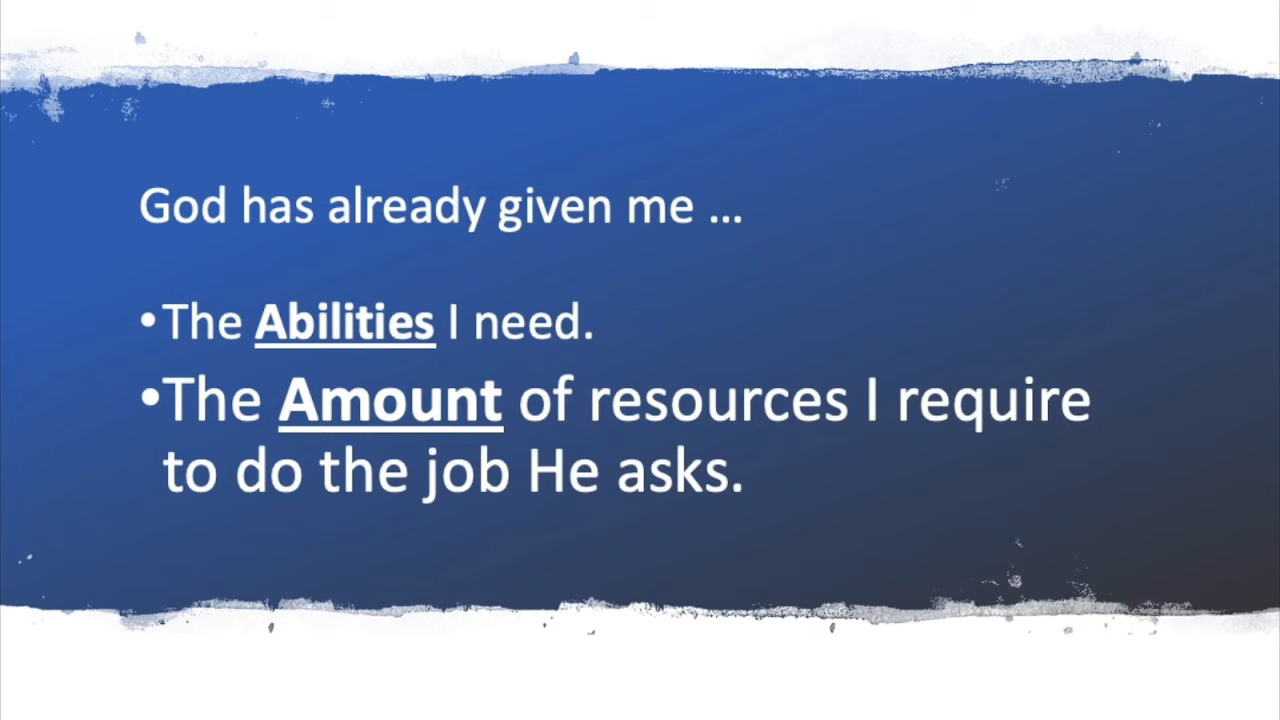 God has already given me ...
•The Abilities I need.
•The Amount of resources I require
to do the job He asks.